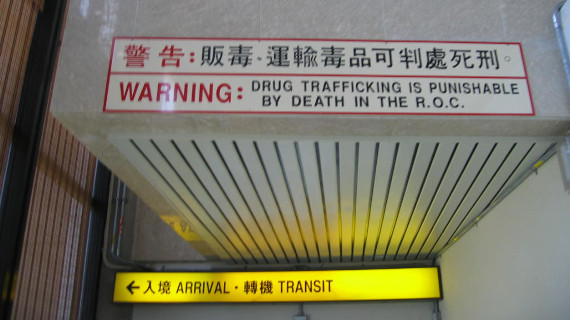 警告:販毒、運輸毒品可判處死刑。
WARNING: DRUG TRAFFICKING IS PUNISHABLE
BY DEATH IN THE R.O.C.
←入境 ARRIVAL・轉機 TRANSIT